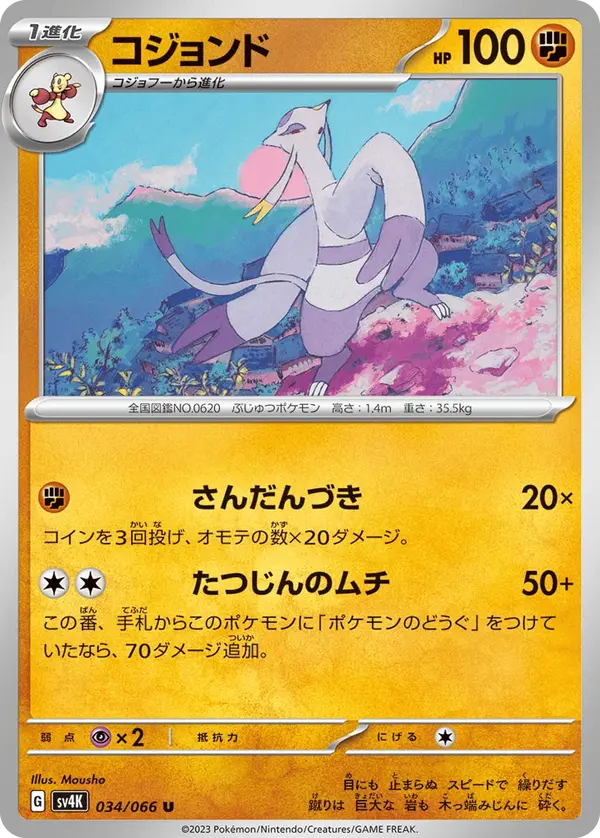 1進化
コジョンド
HP 100
コジョフーから進化
全国図鑑NO.0620 ぶじゅつポケモン 高さ:1.4m 重さ:35.5kg
さんだんづき 20×
コインを3回投げ、オモテの数×20ダメージ。
たつじんのムチ 50+
この番、手札からこのポケモンに「ポケモンのどうぐ」をつけ
ていたなら、70ダメージ追加。
弱点 ×2 抵抗力 にげる
Illus. Mousho
G SV4K 034/066 U
目にも 止まらぬ スピードで 繰りだす
蹴りは 巨大な 岩も 木っ端みじんに 砕く。
©2023 Pokémon/Nintendo/Creatures/GAME FREAK.